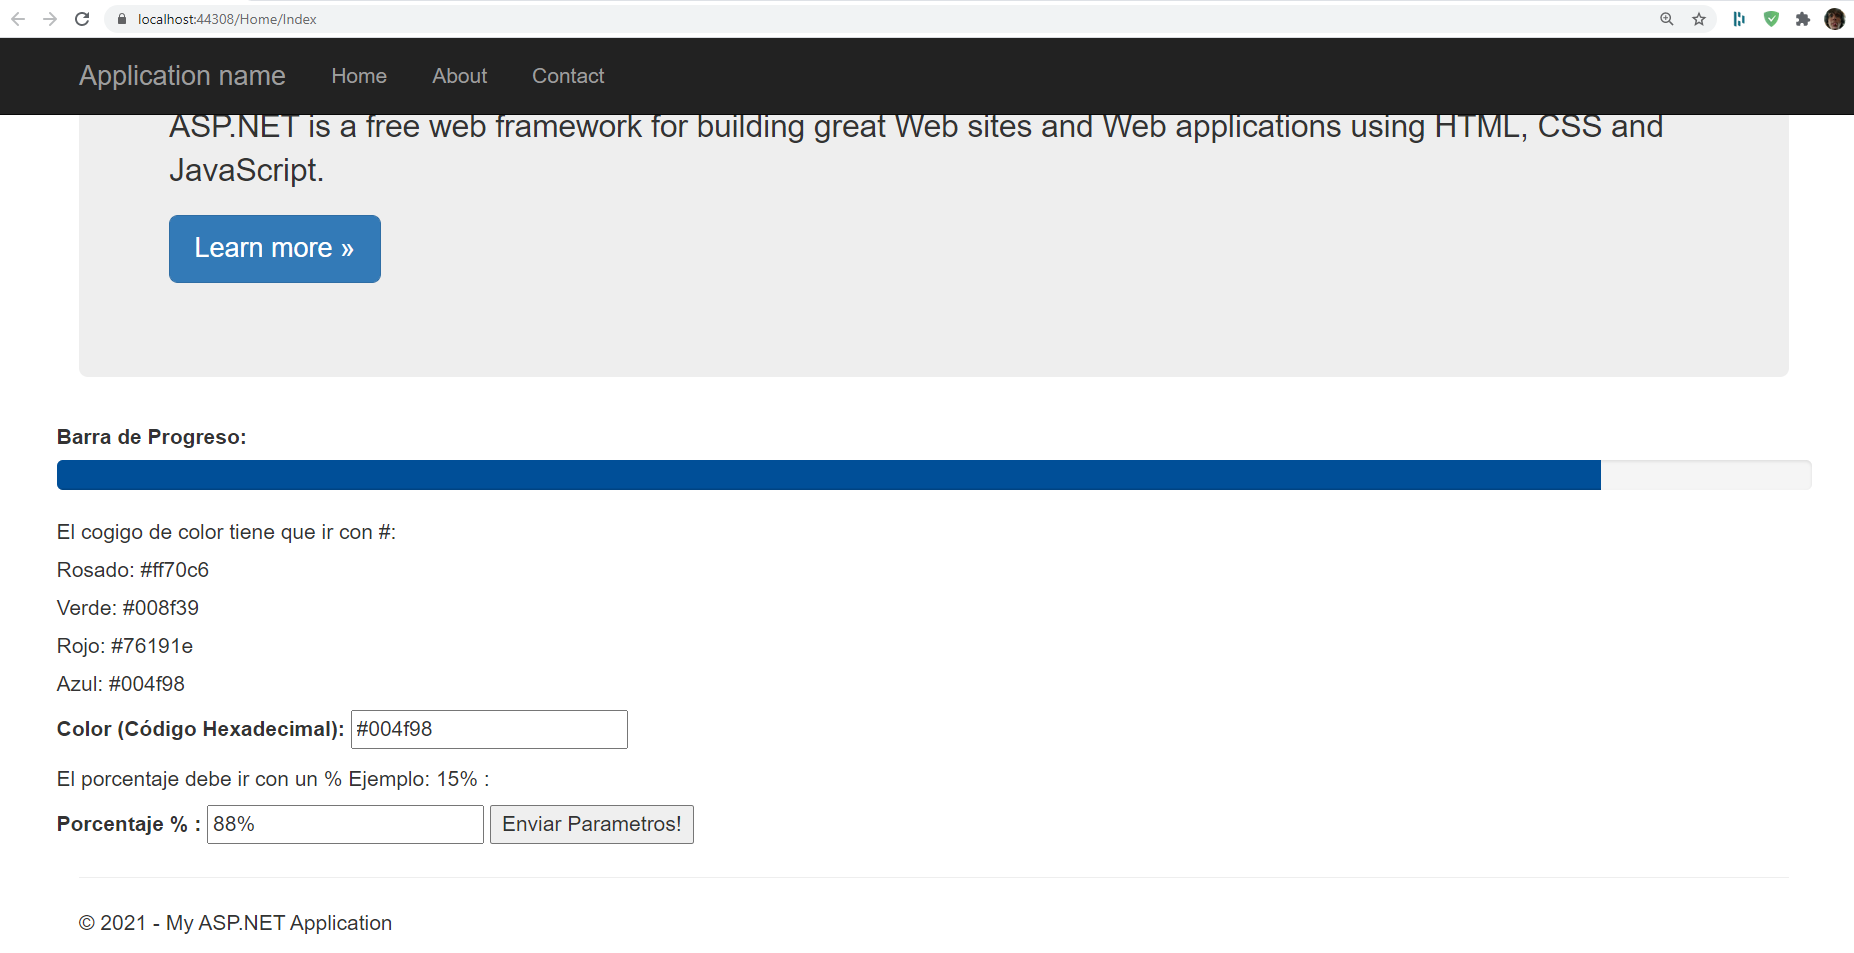 localhost:44308/Home/Index
Application name Home About Contact
ASP.NET is a free web framework for building great Web sites and Web applications using HTML, CSS and
JavaScript.
Learn more »
Barra de Progreso:
El cogigo de color tiene que ir con #:
Rosado: #ff70c6
Verde: #008f39
Rojo: #76191e
Azul: #004f98
Color (Código Hexadecimal): #004f98
El porcentaje debe ir con un % Ejemplo: 15% :
Porcentaje % : 88% Enviar Parametros!
© 2021 - My ASP.NET Application